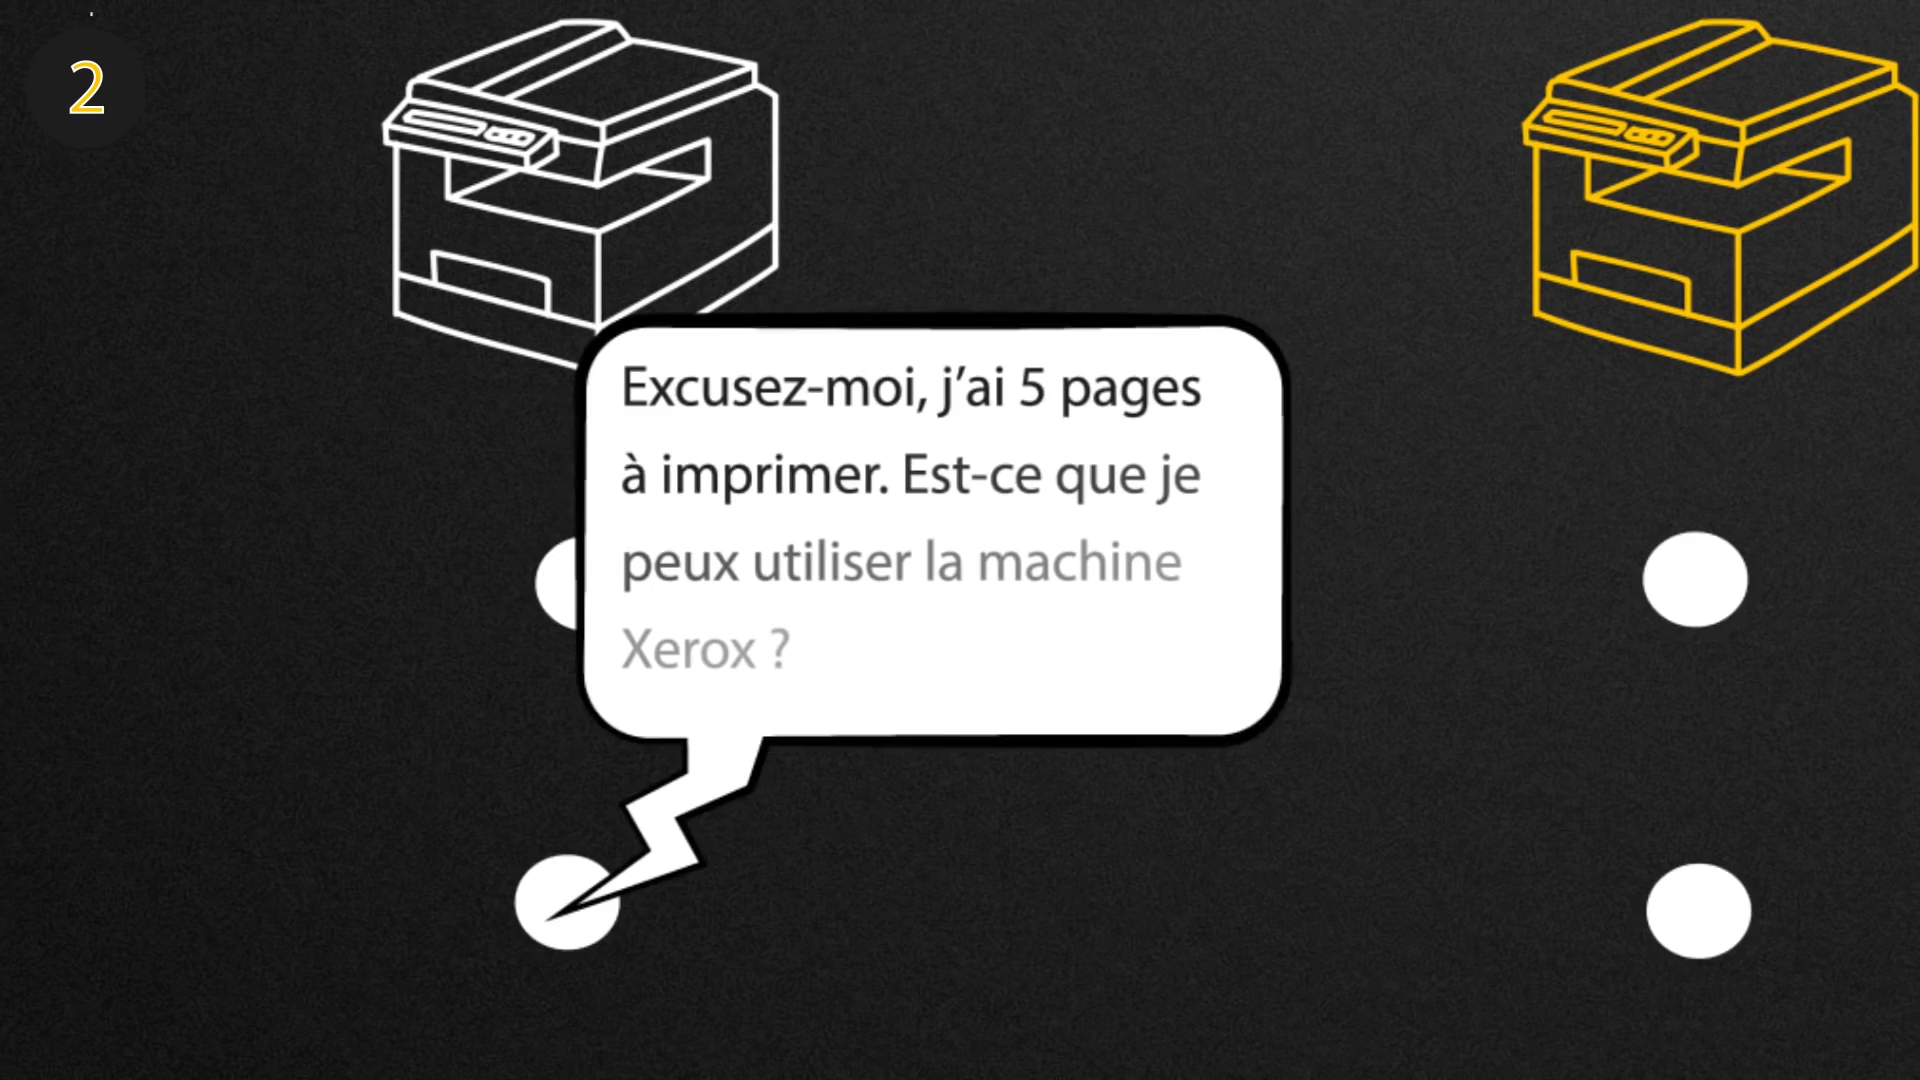 2
Excusez-moi, j’ai 5 pages
à imprimer. Est-ce que je
peux utiliser la machine
Xerox ?